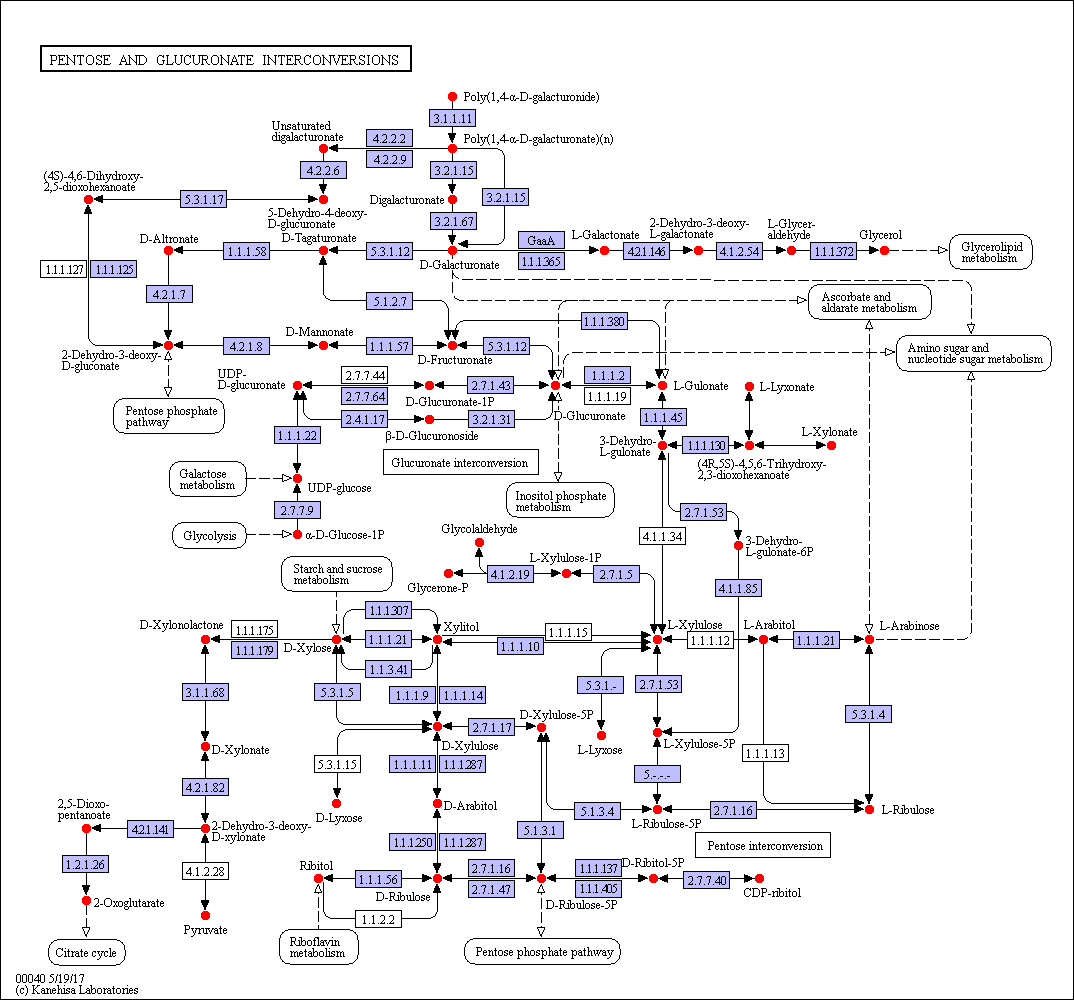 PENTOSE AND GLUCURONATE INTERCONVERSIONS
Poly(1,4-α-D-galacturonide)
3.1.1.11
Unsaturated
digalacturonate
4.2.2.2
Poly(1,4-α-D-galacturonate)(n)
4.2.2.9
4.2.2.6
3.2.1.15
(4S)-4,6-Dihydroxy-
2,5-dioxohexanoate
5.3.1.17
Digalacturonate
3.2.1.15
5-Dehydro-4-deoxy-
D-glucuronate
3.2.1.67
D-Altronate
D-Tagaturonate
L-Galactonate
2-Dehydro-3-deoxy-
L-galactonate
L-Glycer-
aldehyde
Glycerol
1.1.1.58
5.3.1.12
GaaA
4.2.1.146
4.1.2.54
1.1.1.372
Glycerolipid
metabolism
D-Galacturonate
1.1.1.365
1.1.1.127
1.1.1.125
4.2.1.7
5.1.2.7
Ascorbate and
aldarate metabolism
1.1.1.380
D-Mannonate
4.2.1.8
1.1.1.57
5.3.1.12
Amino sugar and
nucleotide sugar metabolism
2-Dehydro-3-deoxy-
D-gluconate
D-Fructuronate
UDP-
D-glucuronate
2.7.7.44
2.7.1.43
1.1.1.2
L-Gulonate
L-Lyxonate
2.7.7.64
D-Glucuronate-1P
1.1.1.19
Pentose phosphate
pathway
2.4.1.17
3.2.1.31
D-Glucuronate
1.1.1.45
1.1.1.22
β-D-Glucuronoside
3-Dehydro-
L-gulonate
1.1.1.130
L-Xylonate
Glucuronate interconversion
(4R,5S)-4,5,6-Trihydroxy-
2,3-dioxohexanoate
Galactose
metabolism
UDP-glucose
Inositol phosphate
metabolism
2.7.7.9
2.7.1.53
Glycolysis
α-D-Glucose-1P
Glycolaldehyde
4.1.1.34
3-Dehydro-
L-gulonate-6P
Starch and sucrose
metabolism
L-Xylulose-1P
4.1.2.19
2.7.1.5
Glycerone-P
4.1.1.85
1.1.1.307
D-Xylonolactone
1.1.1.175
Xylitol
1.1.1.15
L-Xylulose
L-Arabitol
L-Arabinose
1.1.1.21
1.1.1.10
1.1.1.12
1.1.1.21
1.1.1.179
D-Xylose
1.1.3.41
3.1.1.68
5.3.1.5
1.1.1.9
1.1.1.14
5.3.1.-
2.7.1.53
5.3.1.4
D-Xylulose-5P
2.7.1.17
D-Xylonate
D-Xylulose
L-Lyxose
L-Xylulose-5P
5.3.1.15
1.1.1.11
1.1.1.287
5.-.-.-
1.1.1.13
4.2.1.82
2,5-Dioxo-
pentanoate
D-Lyxose
D-Arabitol
5.1.3.4
2.7.1.16
L-Ribulose
L-Ribulose-5P
4.2.1.141
2-Dehydro-3-deoxy-
D-xylonate
5.1.3.1
1.1.1.250
1.1.1.287
Pentose interconversion
1.2.1.26
4.1.2.28
Ribitol
1.1.1.56
2.7.1.16
1.1.1.137
D-Ribitol-5P
2.7.7.40
2.7.1.47
1.1.1.405
CDP-ribitol
2-Oxoglutarate
D-Ribulose
D-Ribulose-5P
1.1.2.2
Pyruvate
Citrate cycle
Riboflavin
metabolism
Pentose phosphate pathway
00040 5/19/17
(c) Kanehisa Laboratories